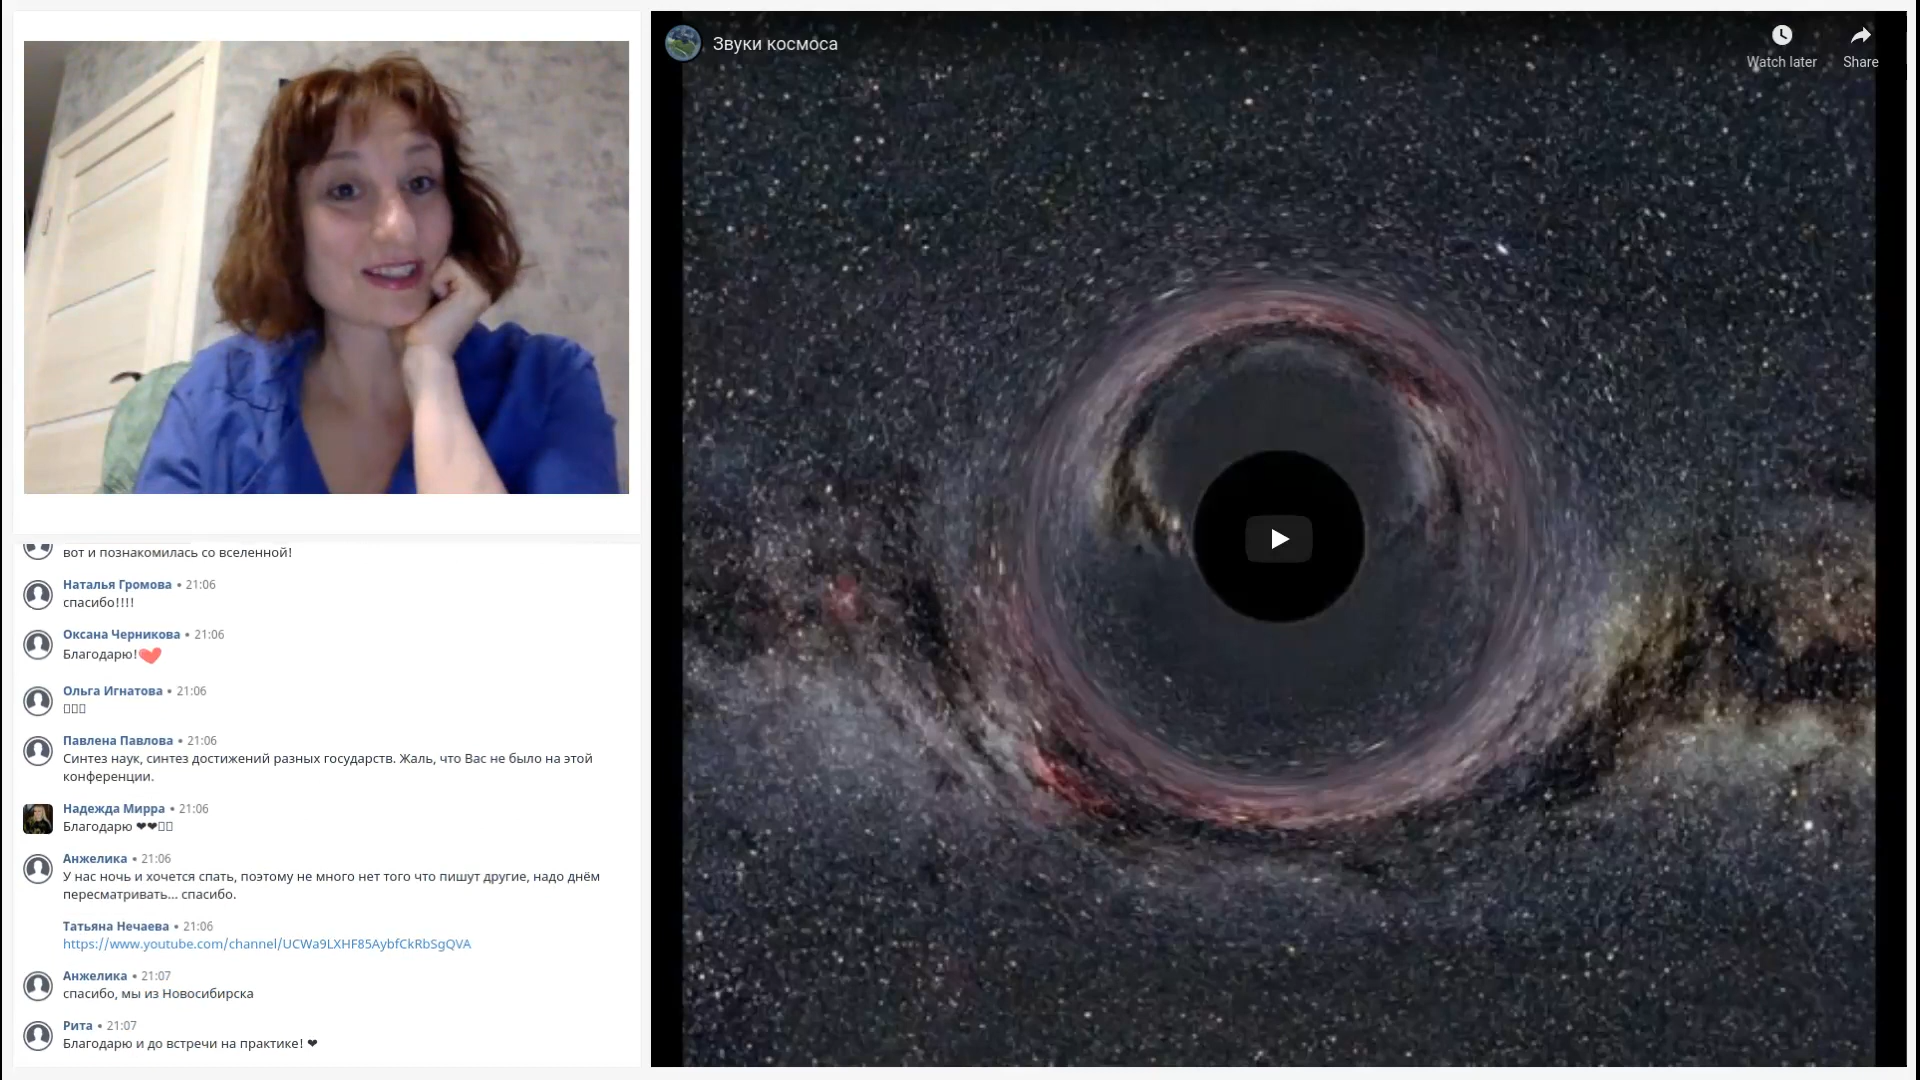 Звуки космоса
Watch later
Share
вот и познакомилась со вселенной!
Наталья Громова • 21:06
спасибо!!!!
Оксана Черникова • 21:06
Благодарю!❤
Ольга Игнатова • 21:06
Павлена Павлова • 21:06
Синтез наук, синтез достижений разных государств. Жаль, что Вас не было на этой
конференции.
Надежда Мирра • 21:06
Благодарю ❤❤
Анжелика • 21:06
У нас ночь и хочется спать, поэтому не много нет того что пишут другие, надо днём
пересматривать... спасибо.
Татьяна Нечаева • 21:06
https://www.youtube.com/channel/UCWa9LXHF85AybfCkRbSgQVA
Анжелика • 21:07
спасибо, мы из Новосибирска
Рита • 21:07
Благодарю и до встречи на практике! ❤